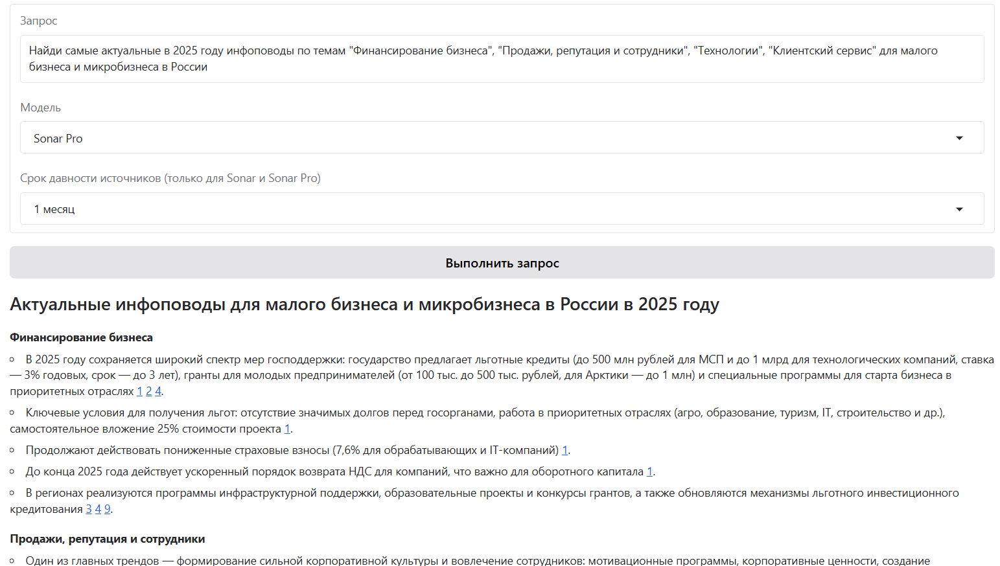 Запрос
Найди самые актуальные в 2025 году инфоповоды по темам "Финансирование бизнеса", "Продажи, репутация и сотрудники", "Технологии", "Клиентский сервис" для малого
бизнеса и микробизнеса в России
Модель
Sonar Pro
Срок давности источников (только для Sonar и Sonar Pro)
1 месяц
Выполнить запрос
Актуальные инфоповоды для малого бизнеса и микробизнеса в России в 2025 году
Финансирование бизнеса
В 2025 году сохраняется широкий спектр мер господдержки: государство предлагает льготные кредиты (до 500 млн рублей для МСП и до 1 млрд для технологических компаний, ставка
— 3% годовых, срок — до 3 лет), гранты для молодых предпринимателей (от 100 тыс. до 500 тыс. рублей, для Арктики — до 1 млн) и специальные программы для старта бизнеса в
приоритетных отраслях 1 2 4.
Ключевые условия для получения льгот: отсутствие значимых долгов перед госорганами, работа в приоритетных отраслях (агро, образование, туризм, IT, строительство и др.),
самостоятельное вложение 25% стоимости проекта 1.
Продолжают действовать пониженные страховые взносы (7,6% для обрабатывающих и IT-компаний) 1.
До конца 2025 года действует ускоренный порядок возврата НДС для компаний, что важно для оборотного капитала 1.
В регионах реализуются программы инфраструктурной поддержки, образовательные проекты и конкурсы грантов, а также обновляются механизмы льготного инвестиционного
кредитования 3 4 9.
Продажи, репутация и сотрудники
Один из главных трендов — формирование сильной корпоративной культуры и вовлечение сотрудников: мотивационные программы, корпоративные ценности, создание